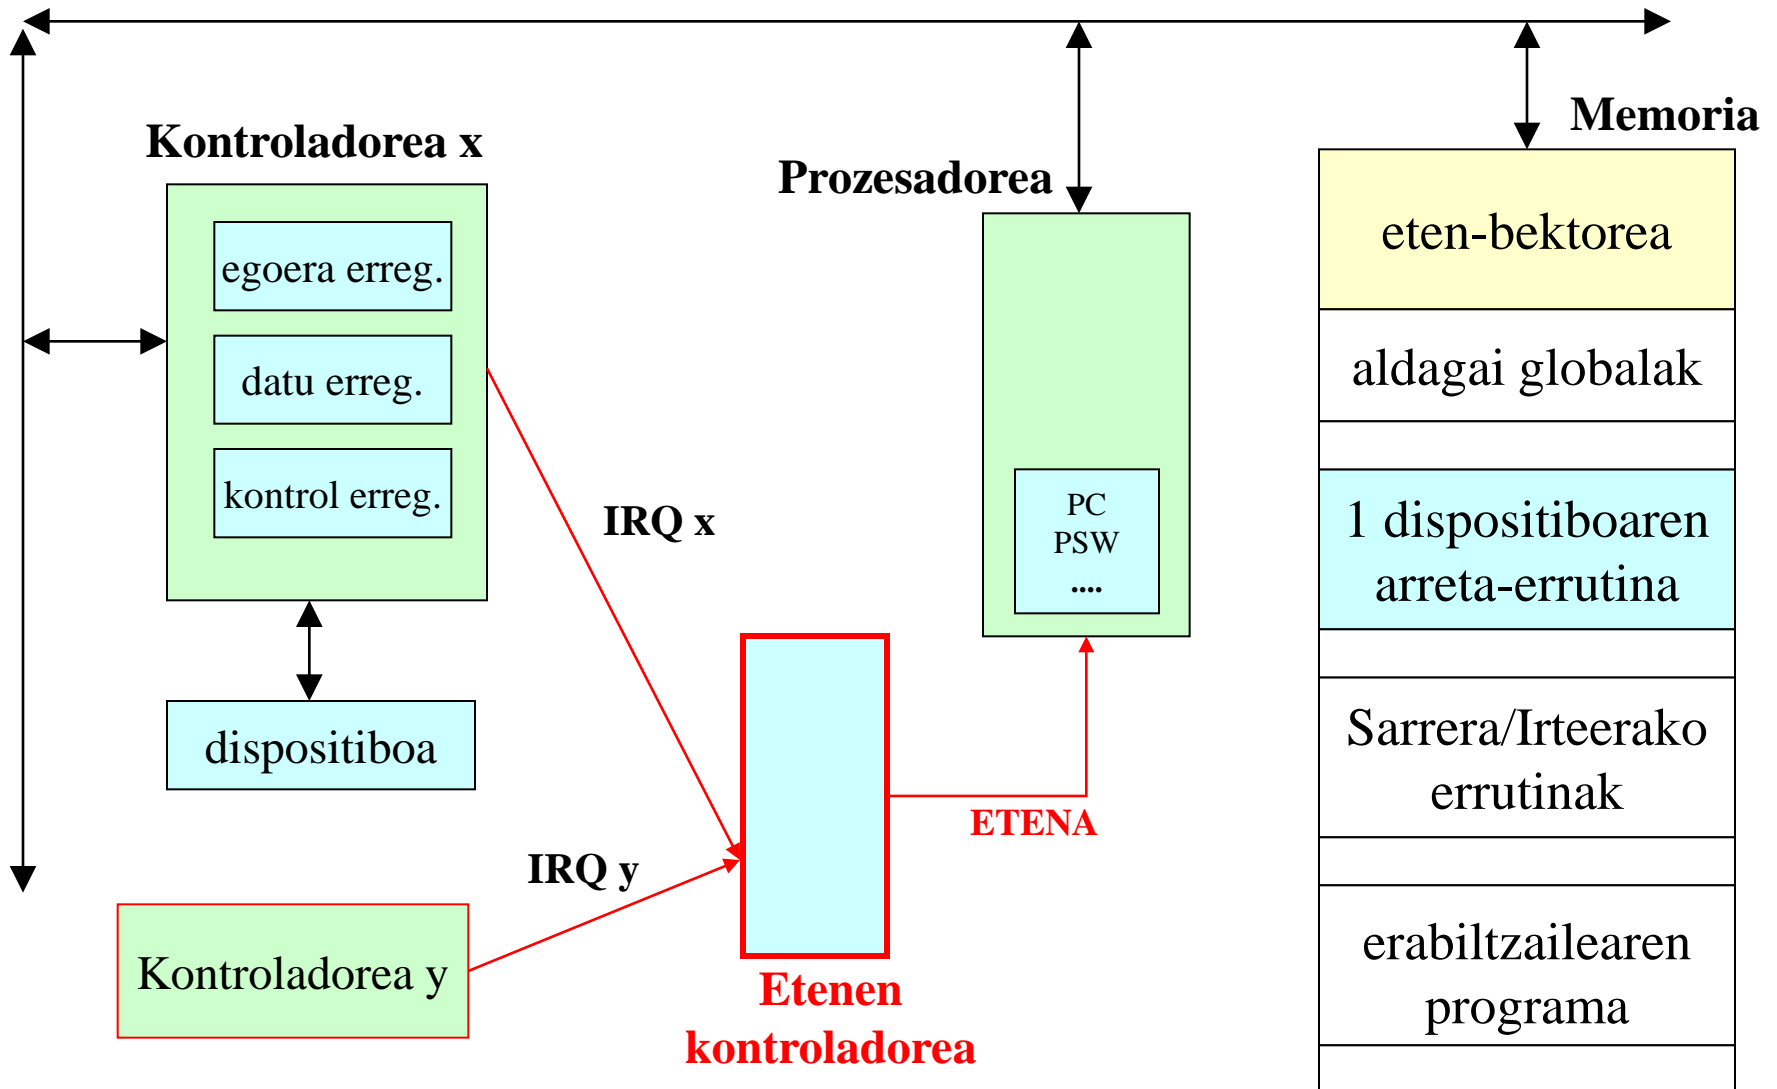 Kontroladorea x
egoera erreg.
datu erreg.
kontrol erreg.
dispositiboa
Kontroladorea y
IRQ x
IRQ y
Etenen
kontroladorea
ETENA
Prozesadorea
PC
PSW
....
Memoria
eten-bektorea
aldagai globalak
1 dispositiboaren
arreta-errutina
Sarrera/Irteerako
errutinak
erabiltzailearen
programa